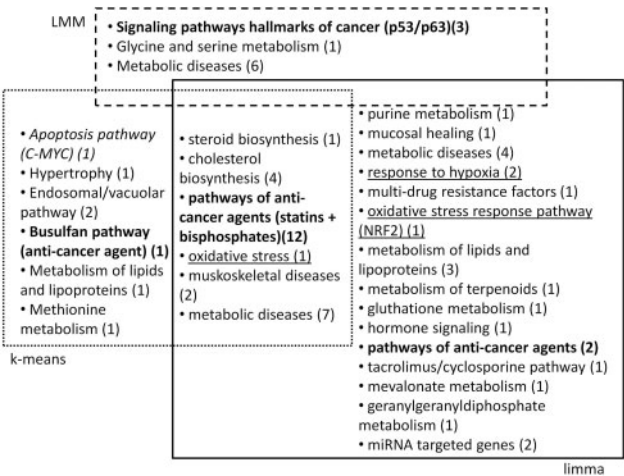 LMM
• Signaling pathways hallmarks of cancer (p53/p63)(3)
• Glycine and serine metabolism (1)
• Metabolic diseases (6)
• Apoptosis pathway
(C-MYC) (1)
• Hypertrophy (1)
• Endosomal/vacuolar
pathway (2)
• Busulfan pathway
(anti-cancer agent) (1)
• Metabolism of lipids
and lipoproteins (1)
• Methionine
metabolism (1)
k-means
• steroid biosynthesis (1)
• cholesterol
biosynthesis (4)
• pathways of anti-
cancer agents (statins +
bisphosphates)(12)
• oxidative stress (1)
• muskoskeletal diseases
(2)
• metabolic diseases (7)
• purine metabolism (1)
• mucosal healing (1)
• metabolic diseases (4)
• response to hypoxia (2)
• multi-drug resistance factors (1)
• oxidative stress response pathway
(NRF2) (1)
• metabolism of lipids and
lipoproteins (3)
• metabolism of terpenoids (1)
• gluthatione metabolism (1)
• hormone signaling (1)
• pathways of anti-cancer agents (2)
• tacrolimus/cyclosporine pathway (1)
• mevalonate metabolism (1)
• geranylgeranyldiphosphate
metabolism (1)
• miRNA targeted genes (2)
limma